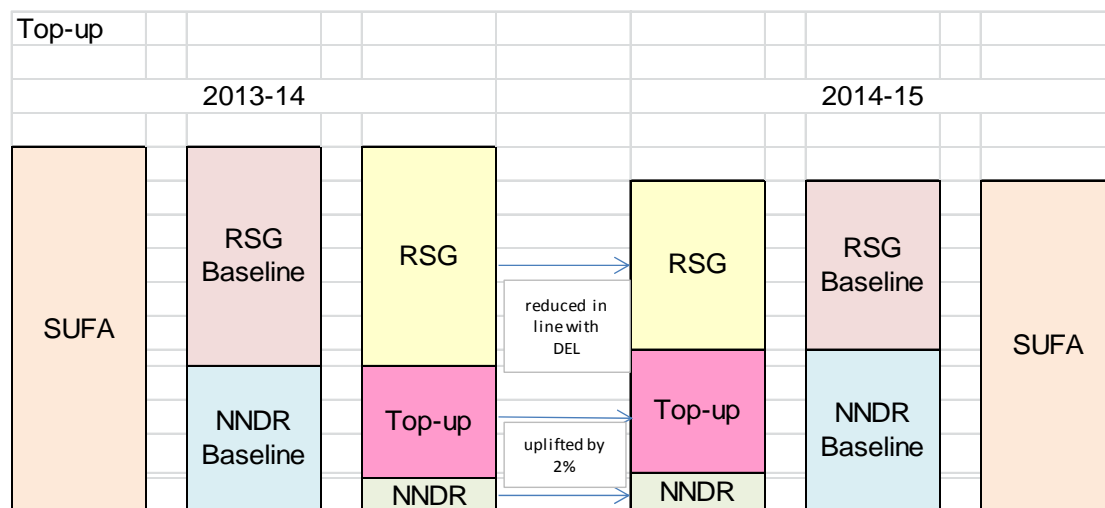 Top-up
2013-14
2014-15
SUFA
RSG
Baseline
NNDR
Baseline
RSG
Top-up
NNDR
reduced in
line with
DEL
uplifted by
2%
RSG
Top-up
NNDR
RSG
Baseline
NNDR
Baseline
SUFA